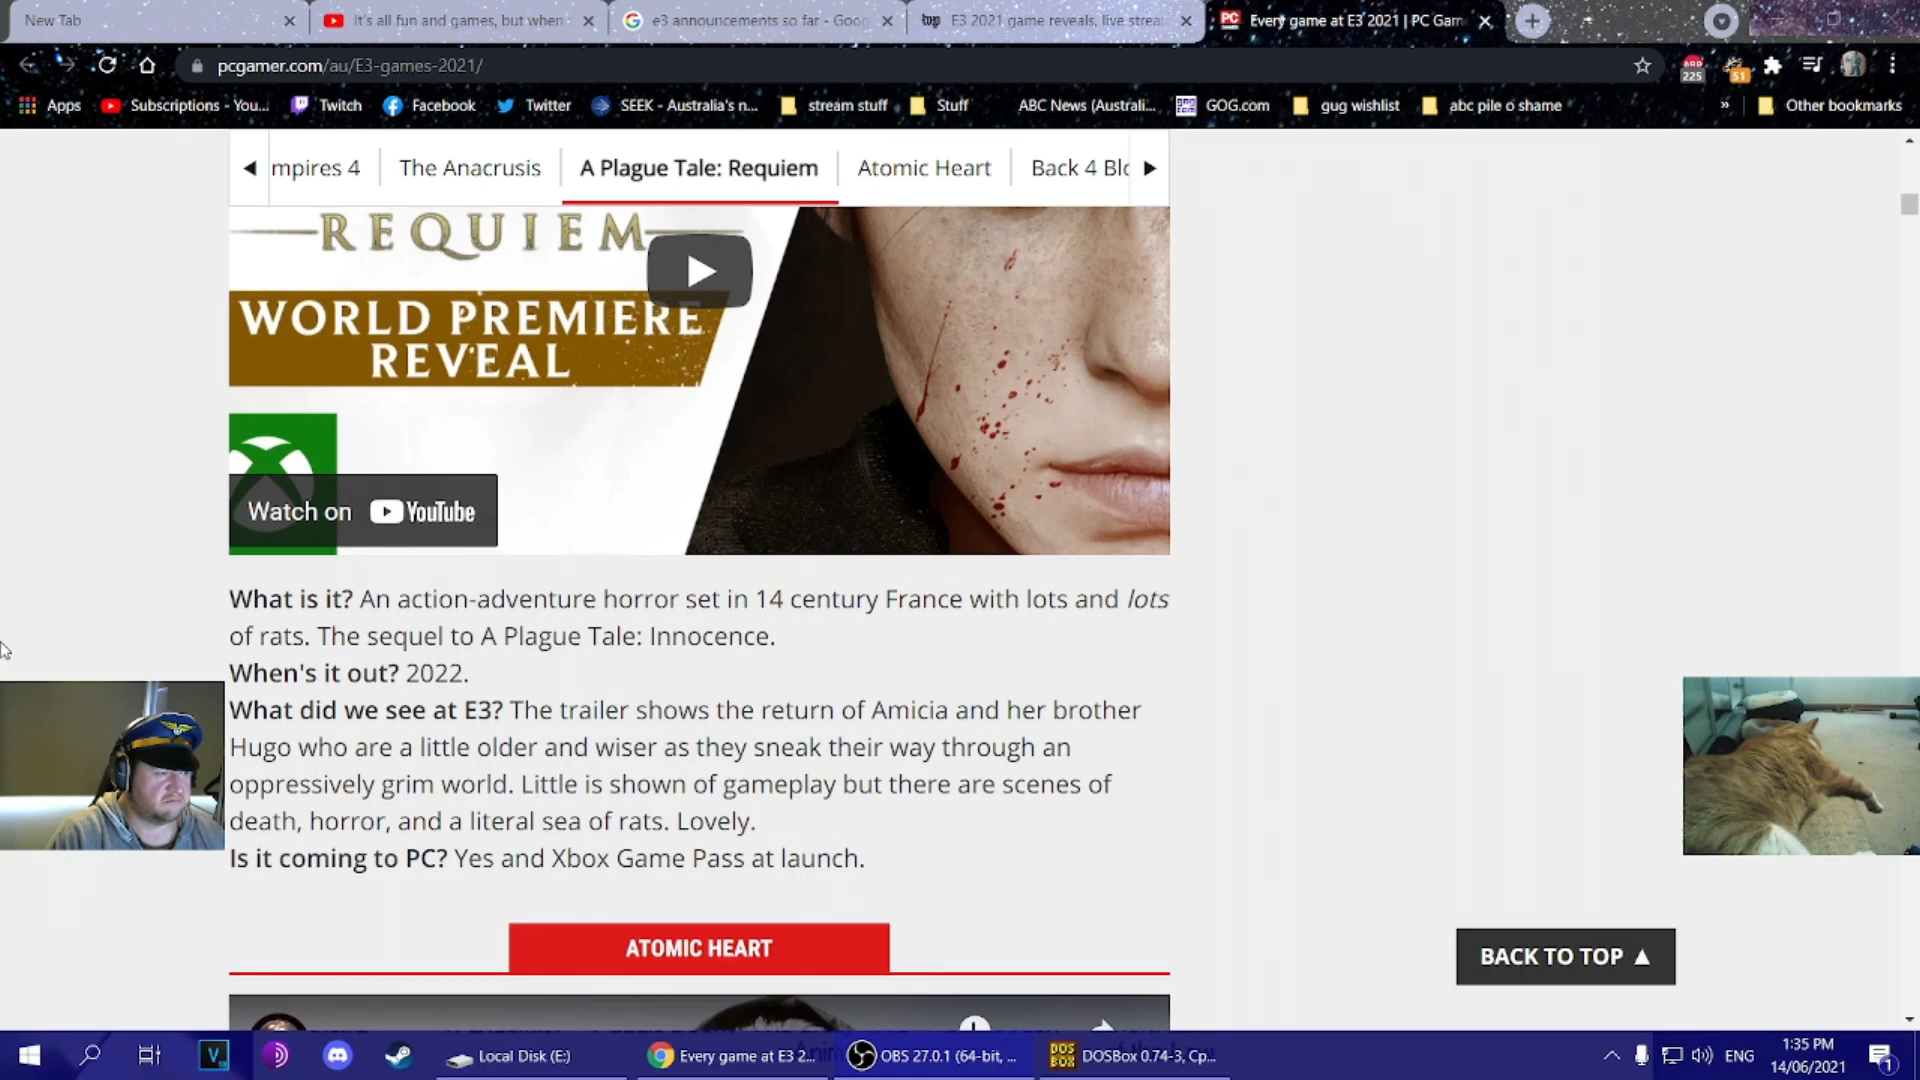 New Tab
It's all fun and games, but when
e3 announcements so far - Goog
E3 2021 game reveals, live strea
Every game at E3 2021 | PC Gam
pcgamer.com/au/E3-games-2021/
225
51
Apps
Subscriptions - You...
Twitch
Facebook
Twitter
SEEK - Australia's n...
stream stuff
Stuff
ABC News (Australi...
GOG.com
gug wishlist
abc pile o shame
»
Other bookmarks
mpires 4
The Anacrusis
A Plague Tale: Requiem
Atomic Heart
Back 4 Blo
REQUIEM
WORLD PREMIERE
REVEAL
Watch on YouTube
What is it? An action-adventure horror set in 14 century France with lots and lots
of rats. The sequel to A Plague Tale: Innocence.
When's it out? 2022.
What did we see at E3? The trailer shows the return of Amicia and her brother
Hugo who are a little older and wiser as they sneak their way through an
oppressively grim world. Little is shown of gameplay but there are scenes of
death, horror, and a literal sea of rats. Lovely.
Is it coming to PC? Yes and Xbox Game Pass at launch.
ATOMIC HEART
BACK TO TOP ▲
Local Disk (E:)
Every game at E3 2...
OBS 27.0.1 (64-bit, ...
DOS BOX
DOSBox 0.74-3, Cp...
ENG
1:35 PM
14/06/2021
1